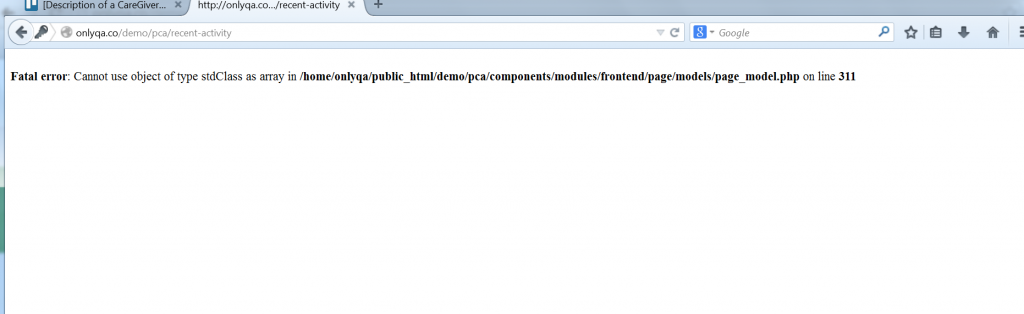 [Description of a CareGiver...
http://onlyqa.co.../recent-activity
onlyqa.co/demo/pca/recent-activity
Google
Fatal error: Cannot use object of type stdClass as array in /home/onlyqa/public_html/demo/pca/components/modules/frontend/page/models/page_model.php on line 311